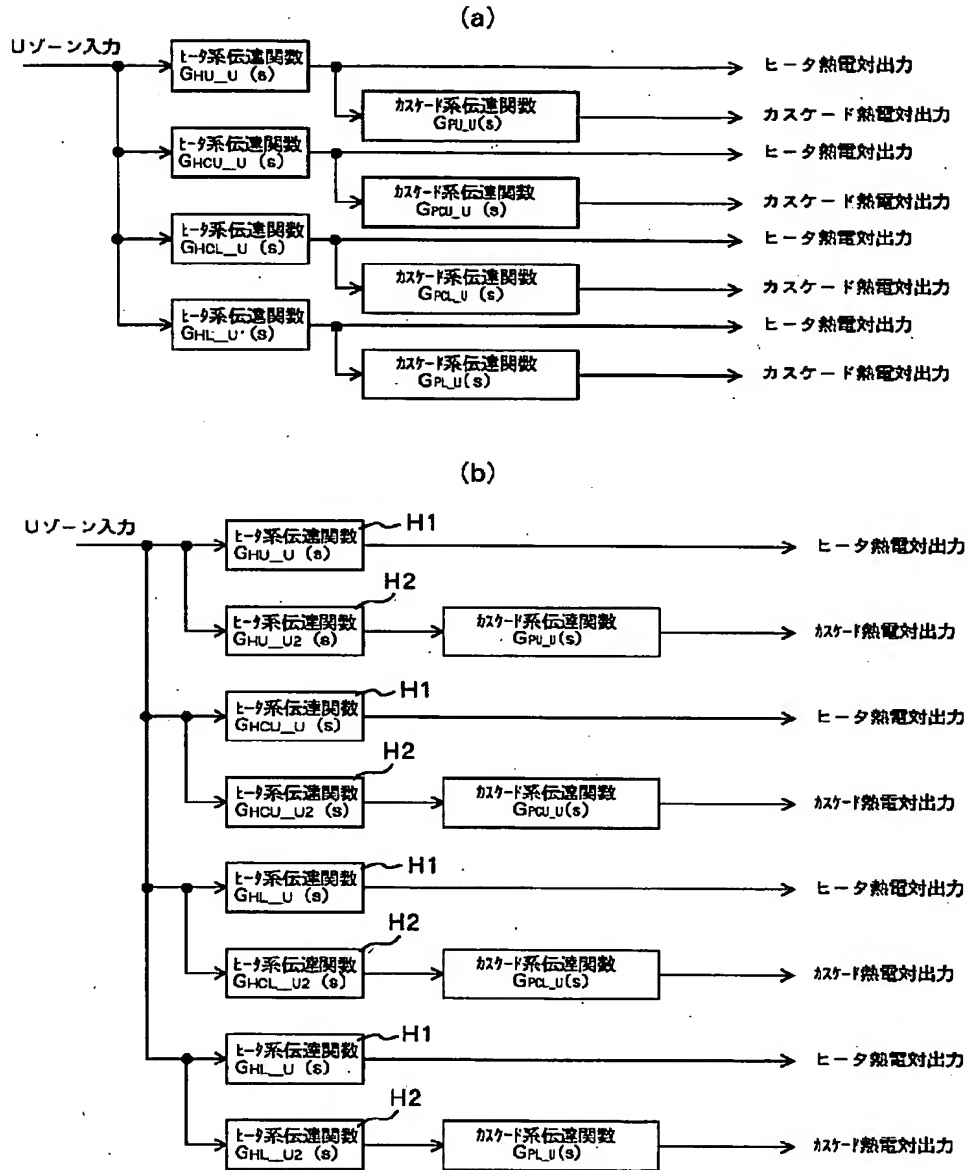 (a)
Uゾーン入力
ﾋｰﾀ系伝達関数
GHU_U (s)
ヒータ熱電対出力
ｶｽｹｰﾄﾞ系伝達関数
GPU_U(s)
カスケード熱電対出力
ﾋｰﾀ系伝達関数
GHCU_U (s)
ヒータ熱電対出力
ｶｽｹｰﾄﾞ系伝達関数
GPCU_U (s)
カスケード熱電対出力
ﾋｰﾀ系伝達関数
GHCL_U (s)
ヒータ熱電対出力
ｶｽｹｰﾄﾞ系伝達関数
GPCL_U (s)
カスケード熱電対出力
ﾋｰﾀ系伝達関数
GHL_U (s)
ヒータ熱電対出力
ｶｽｹｰﾄﾞ系伝達関数
GPL_U(s)
カスケード熱電対出力
(b)
Uゾーン入力
H1
ﾋｰﾀ系伝達関数
GHU_U (s)
ヒータ熱電対出力
H2
ﾋｰﾀ系伝達関数
GHU_U2 (s)
ｶｽｹｰﾄﾞ系伝達関数
GPU_U(s)
ｶｽｹｰﾄﾞ熱電対出力
H1
ﾋｰﾀ系伝達関数
GHCU_U (s)
ヒータ熱電対出力
H2
ﾋｰﾀ系伝達関数
GHCU_U2 (s)
ｶｽｹｰﾄﾞ系伝達関数
GPCU_U(s)
ｶｽｹｰﾄﾞ熱電対出力
H1
ﾋｰﾀ系伝達関数
GHL_U (s)
ヒータ熱電対出力
H2
ﾋｰﾀ系伝達関数
GHCL_U2 (s)
ｶｽｹｰﾄﾞ系伝達関数
GPCL_U(s)
ｶｽｹｰﾄﾞ熱電対出力
H1
ﾋｰﾀ系伝達関数
GHL_U (s)
ヒータ熱電対出力
H2
ﾋｰﾀ系伝達関数
GHL_U2 (s)
ｶｽｹｰﾄﾞ系伝達関数
GPL_U(s)
ｶｽｹｰﾄﾞ熱電対出力